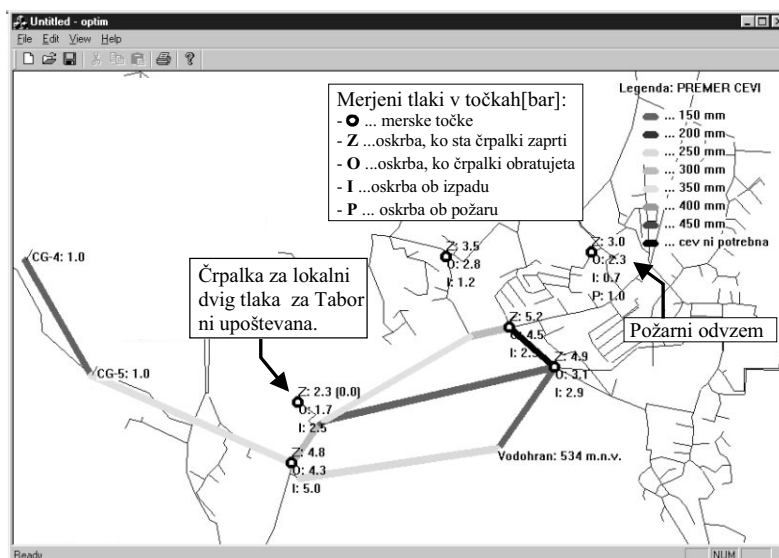 Untitled - optim
File Edit View Help
Merjeni tlaki v točkah[bar]:
- O ... merske točke
- Z ...oskrba, ko sta črpalki zaprti
- O ...oskrba, ko črpalki obratujeta
- I ...oskrba ob izpadu
- P ... oskrba ob požaru
Legenda: PREMER CEVI
... 150 mm
... 200 mm
... 250 mm
... 300 mm
... 350 mm
... 400 mm
... 450 mm
... cev ni potrebna
CG-4: 1.0
CG-5: 1.0
Črpalka za lokalni
dvig tlaka za Tabor
ni upoštevana.
Z: 3.5
O: 2.8
I: 1.2
Z: 3.0
O: 2.3
I: 0.7
P: 1.0
Požarni odvzem
Z: 5.2
O: 4.5
Z: 4.9
O: 3.1
I: 2.9
Z: 2.3 [0.0]
O: 1.7
I: 2.5
Z: 4.8
O: 4.3
I: 5.0
Vodohran: 534 m.n.v.
Ready
NUM